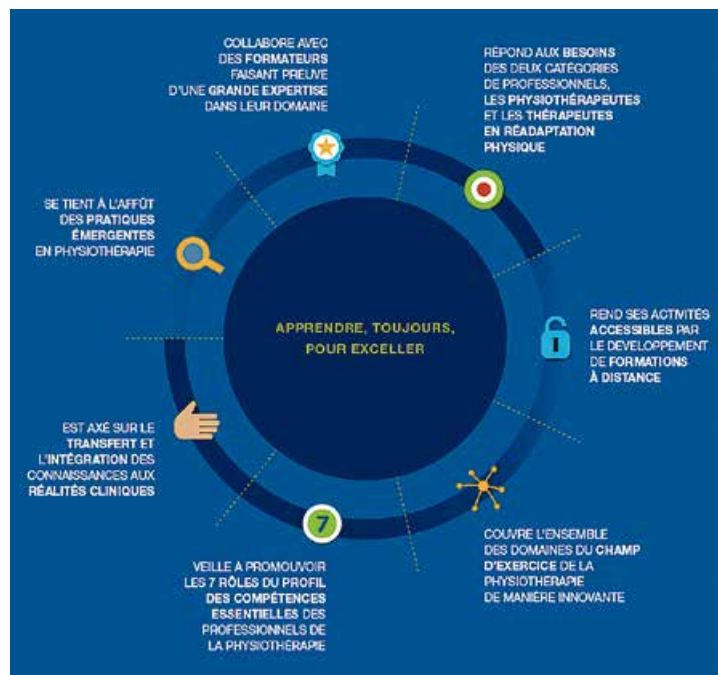 COLLABORE AVEC
DES FORMATEURS
FAISANT PREUVE
D'UNE GRANDE EXPERTISE
DANS LEUR DOMAINE
RÉPOND AUX BESOINS
DES DEUX CATÉGORIES
DE PROFESSIONNELS,
LES PHYSIOTHÉRAPEUTES
ET LES THÉRAPEUTES
EN RÉADAPTATION
PHYSIQUE
SE TIENT À L'AFFÛT
DES PRATIQUES
ÉMERGENTES
EN PHYSIOTHÉRAPIE
APPRENDRE, TOUJOURS,
POUR EXCELLER
REND SES ACTIVITÉS
ACCESSIBLES PAR
LE DEVELOPPEMENT
DE FORMATIONS
À DISTANCE
EST AXÉ SUR LE
TRANSFERT ET
L'INTÉGRATION DES
CONNAISSANCES AUX
RÉALITÉS CLINIQUES
7
VEILLE À PROMOUVOIR
LES 7 RÔLES DU PROFIL
DES COMPÉTENCES
ESSENTIELLES DES
PROFESSIONNELS DE
LA PHYSIOTHÉRAPIE
COUVRE L'ENSEMBLE
DES DOMAINES DU CHAMP
D'EXERCICE DE LA
PHYSIOTHÉRAPIE
DE MANIÈRE INNOVANTE